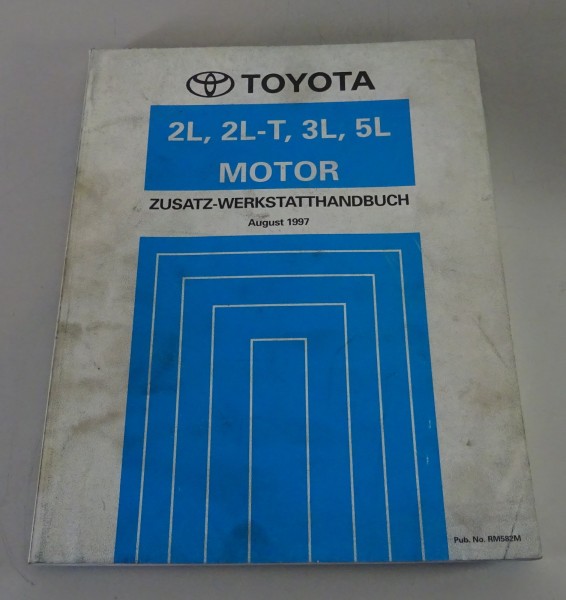 TOYOTA
2L, 2L-T, 3L, 5L
MOTOR
ZUSATZ-WERKSTATTHANDBUCH
August 1997
Pub. No. RM582M